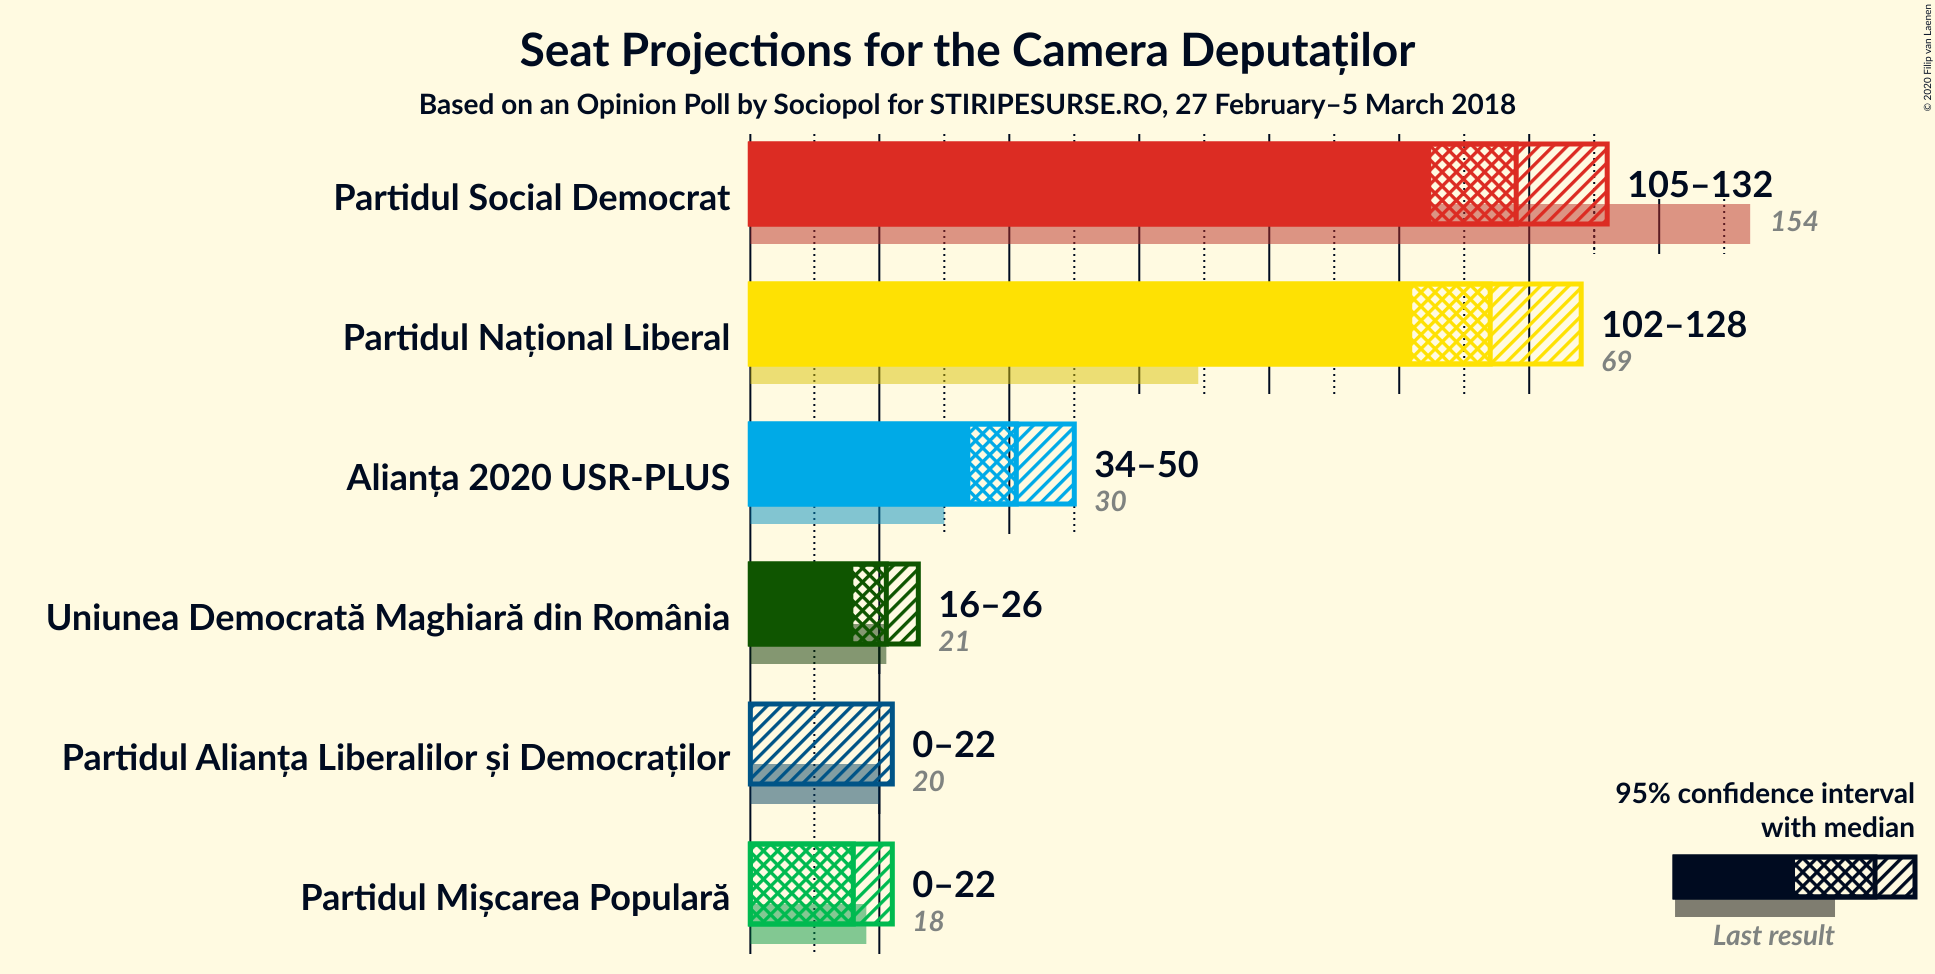 Seat Projections for the Camera Deputaților
Based on an Opinion Poll by Sociopol for STIRIPESURSE.RO, 27 February–5 March 2018
© 2020 Filip van Laenen
Partidul Social Democrat
105–132
154
Partidul Național Liberal
102–128
69
Alianța 2020 USR-PLUS
34–50
30
Uniunea Democrată Maghiară din România
16–26
21
Partidul Alianța Liberalilor și Democraților
0–22
20
Partidul Mișcarea Populară
0–22
18
95% confidence interval
with median
Last result